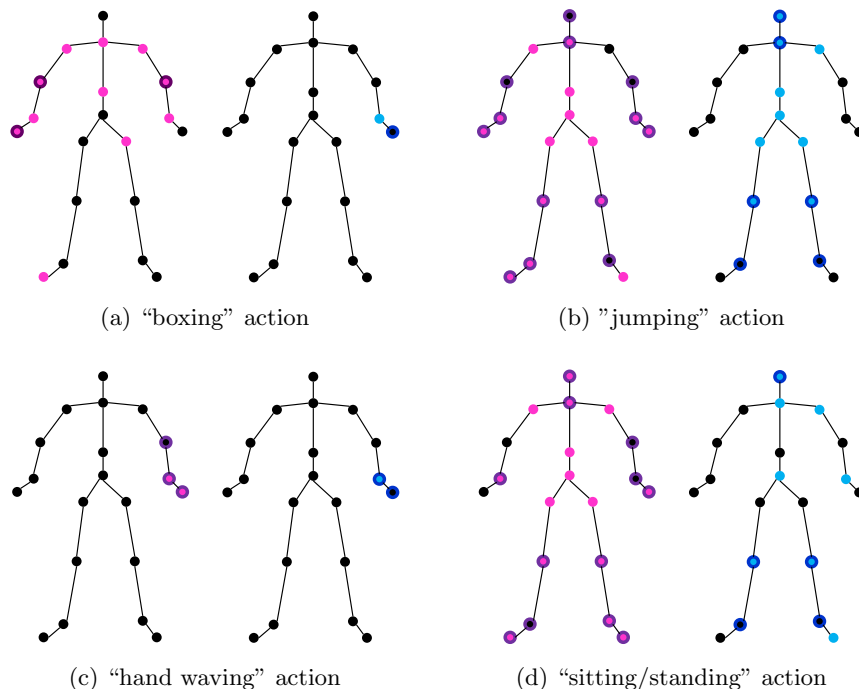 (a) “boxing” action
(b) ”jumping” action
(c) “hand waving” action
(d) “sitting/standing” action